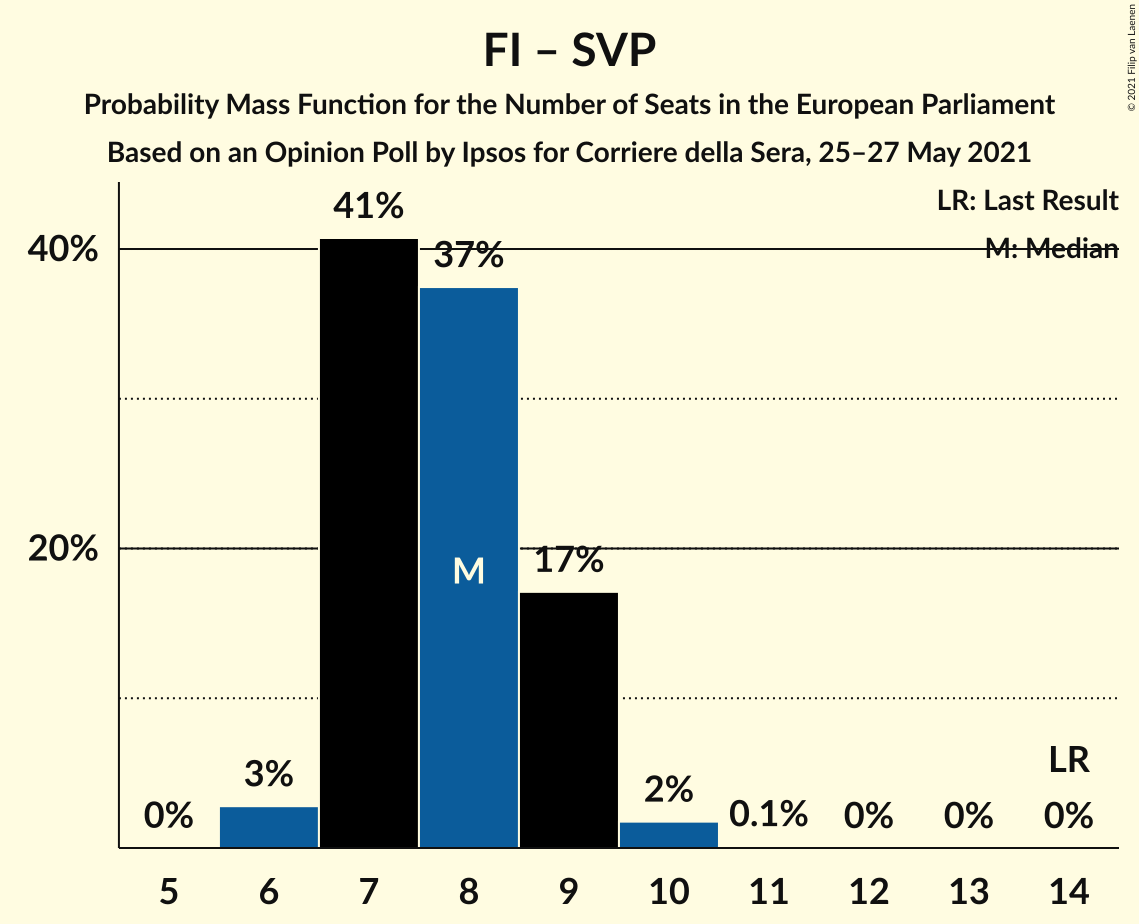 FI – SVP
Probability Mass Function for the Number of Seats in the European Parliament
Based on an Opinion Poll by Ipsos for Corriere della Sera, 25–27 May 2021
© 2021 Filip van Laenen
LR: Last Result
M: Median
40%
20%
0%
3%
41%
37%
M
17%
2%
0.1%
0%
0%
LR
0%
5 6 7 8 9 10 11 12 13 14